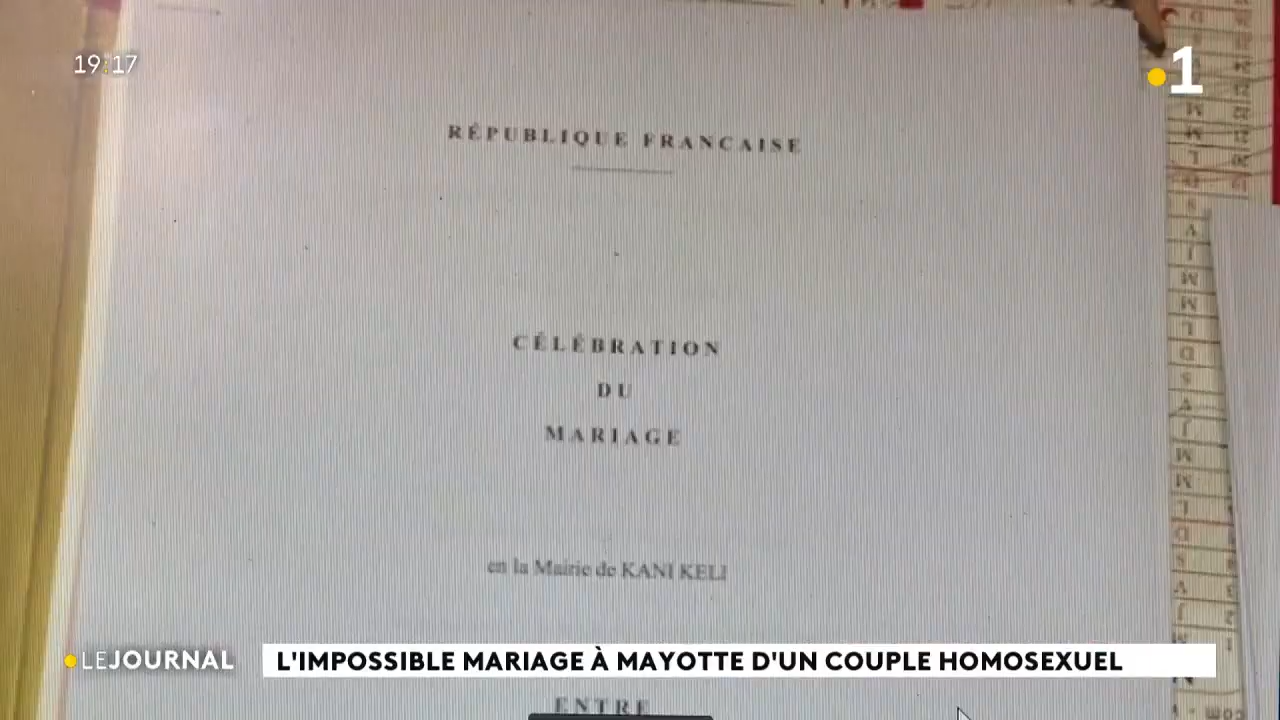 19:17
1
RÉPUBLIQUE FRANCAISE
CÉLÉBRATION
DU
MARIAGE
en la Mairie de KANI KELI
LEJOURNAL
L'IMPOSSIBLE MARIAGE À MAYOTTE D'UN COUPLE HOMOSEXUEL
ENTRE